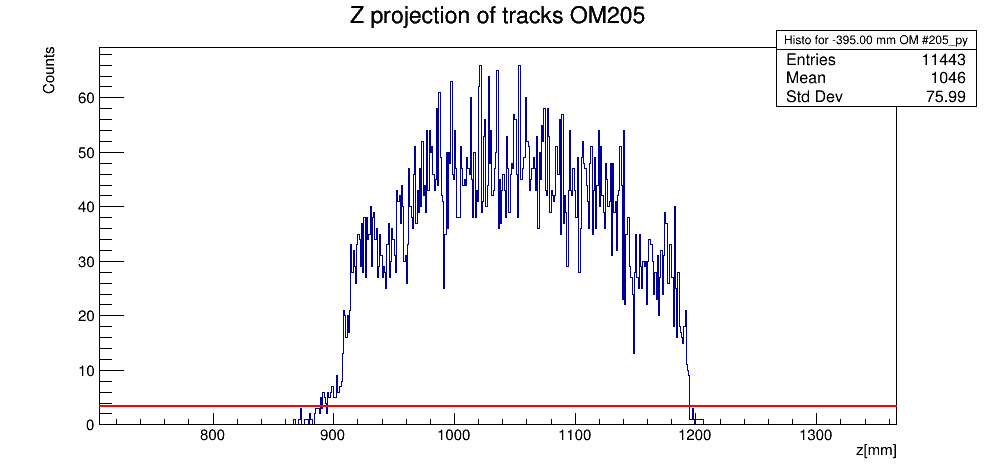 Z projection of tracks OM205
Histo for -395.00 mm OM #205_py
Entries 11443
Mean 1046
Std Dev 75.99
Counts
60
50
40
30
20
10
0
800 900 1000 1100 1200 1300
z[mm]